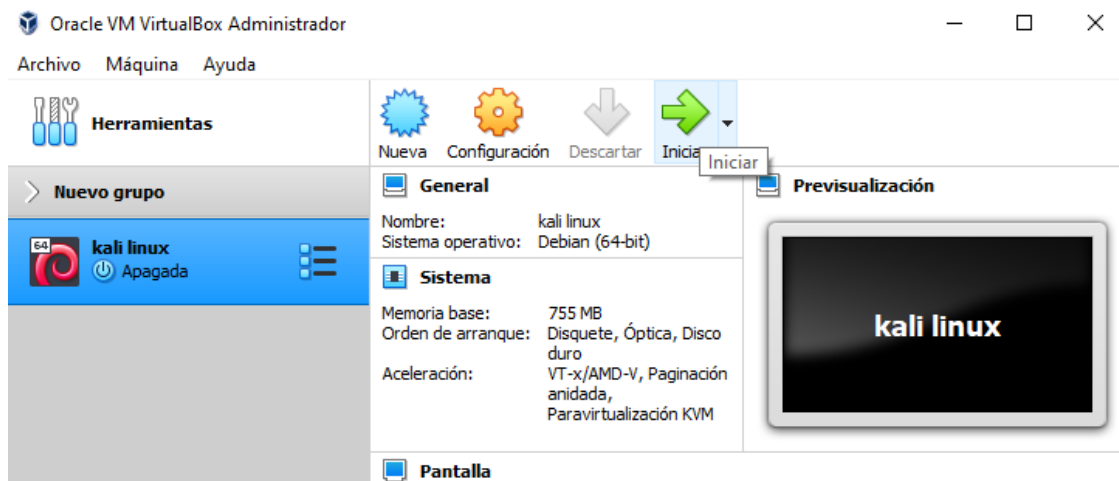 Oracle VM VirtualBox Administrador
Archivo Máquina Ayuda
Herramientas
Nueva Configuración Descartar Inicia
Iniciar
Nuevo grupo
64
kali linux
Apagada
General
Nombre: kali linux
Sistema operativo: Debian (64-bit)
Sistema
Memoria base: 755 MB
Orden de arranque: Disquete, Óptica, Disco
duro
Aceleración: VT-x/AMD-V, Paginación
anidada,
Paravirtualización KVM
Pantalla
Previsualización
kali linux